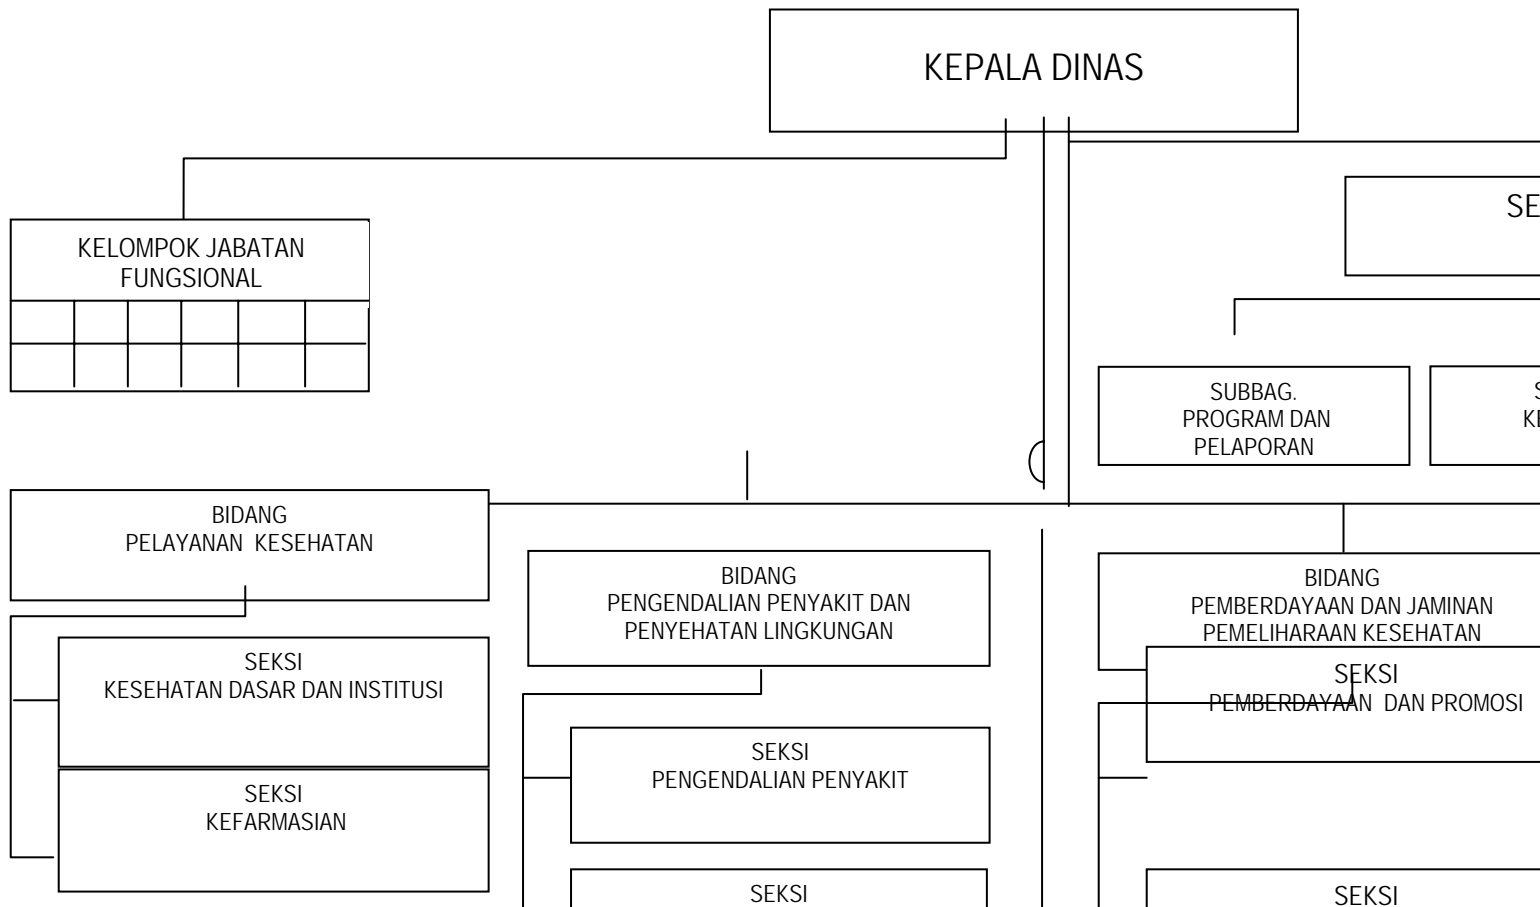 KEPALA DINAS
SE
KELOMPOK JABATAN
FUNGSIONAL
SUBBAG.
PROGRAM DAN
PELAPORAN
S
KE
BIDANG
PELAYANAN KESEHATAN
BIDANG
PENGENDALIAN PENYAKIT DAN
PENYEHATAN LINGKUNGAN
BIDANG
PEMBERDAYAAN DAN JAMINAN
PEMELIHARAAN KESEHATAN
SEKSI
KESEHATAN DASAR DAN INSTITUSI
SEKSI
PEMBERDAYAAN DAN PROMOSI
SEKSI
PENGENDALIAN PENYAKIT
SEKSI
KEFARMASIAN
SEKSI
SEKSI